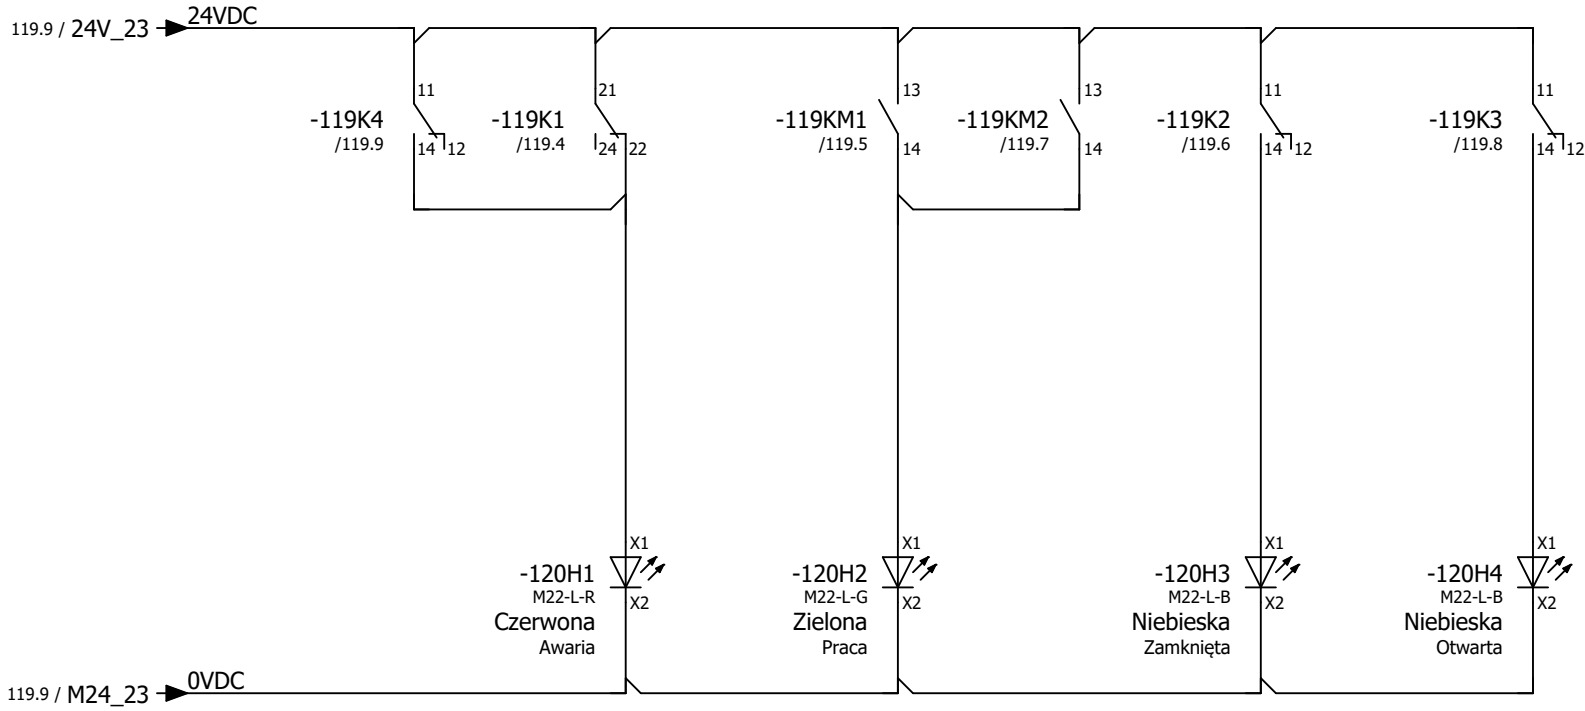 119.9 / 24V_23
24VDC
11
-119K4
/119.9
14
12
21
-119K1
/119.4
24
22
13
-119KM1
/119.5
14
13
-119KM2
/119.7
14
11
-119K2
/119.6
14
12
11
-119K3
/119.8
14
12
X1
-120H1
M22-L-R
X2
Czerwona
Awaria
X1
-120H2
M22-L-G
X2
Zielona
Praca
X1
-120H3
M22-L-B
X2
Niebieska
Zamknięta
X1
-120H4
M22-L-B
X2
Niebieska
Otwarta
119.9 / M24_23
0VDC